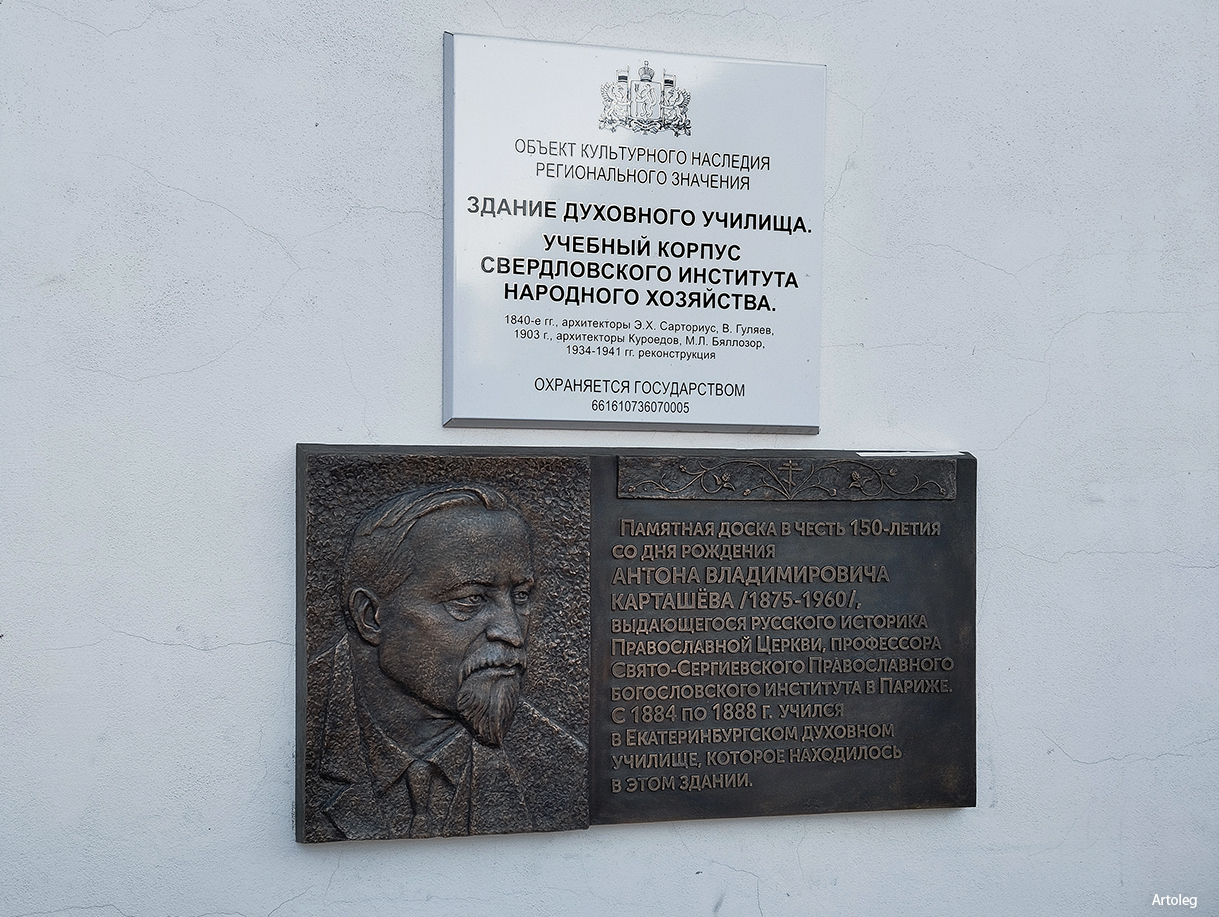 ОБЪЕКТ КУЛЬТУРНОГО НАСЛЕДИЯ
РЕГИОНАЛЬНОГО ЗНАЧЕНИЯ
ЗДАНИЕ ДУХОВНОГО УЧИЛИЩА.
УЧЕБНЫЙ КОРПУС
СВЕРДЛОВСКОГО ИНСТИТУТА
НАРОДНОГО ХОЗЯЙСТВА.
1840-е гг., архитекторы Э.Х. Сарториус, В. Гуляев,
1903 г., архитекторы Куроедов, М.Л. Бяллозор,
1934-1941 гг. реконструкция
ОХРАНЯЕТСЯ ГОСУДАРСТВОМ
661610736070005
ПАМЯТНАЯ ДОСКА В ЧЕСТЬ 150-ЛЕТИЯ
СО ДНЯ РОЖДЕНИЯ
АНТОНА ВЛАДИМИРОВИЧА
КАРТАШЁВА /1875-1960/,
ВЫДАЮЩЕГОСЯ РУССКОГО ИСТОРИКА
ПРАВОСЛАВНОЙ ЦЕРКВИ, ПРОФЕССОРА
СВЯТО-СЕРГИЕВСКОГО ПРАВОСЛАВНОГО
БОГОСЛОВСКОГО ИНСТИТУТА В ПАРИЖЕ.
С 1884 ПО 1888 Г. УЧИЛСЯ
В ЕКАТЕРИНБУРГСКОМ ДУХОВНОМ
УЧИЛИЩЕ, КОТОРОЕ НАХОДИЛОСЬ
В ЭТОМ ЗДАНИИ.
Artoleg